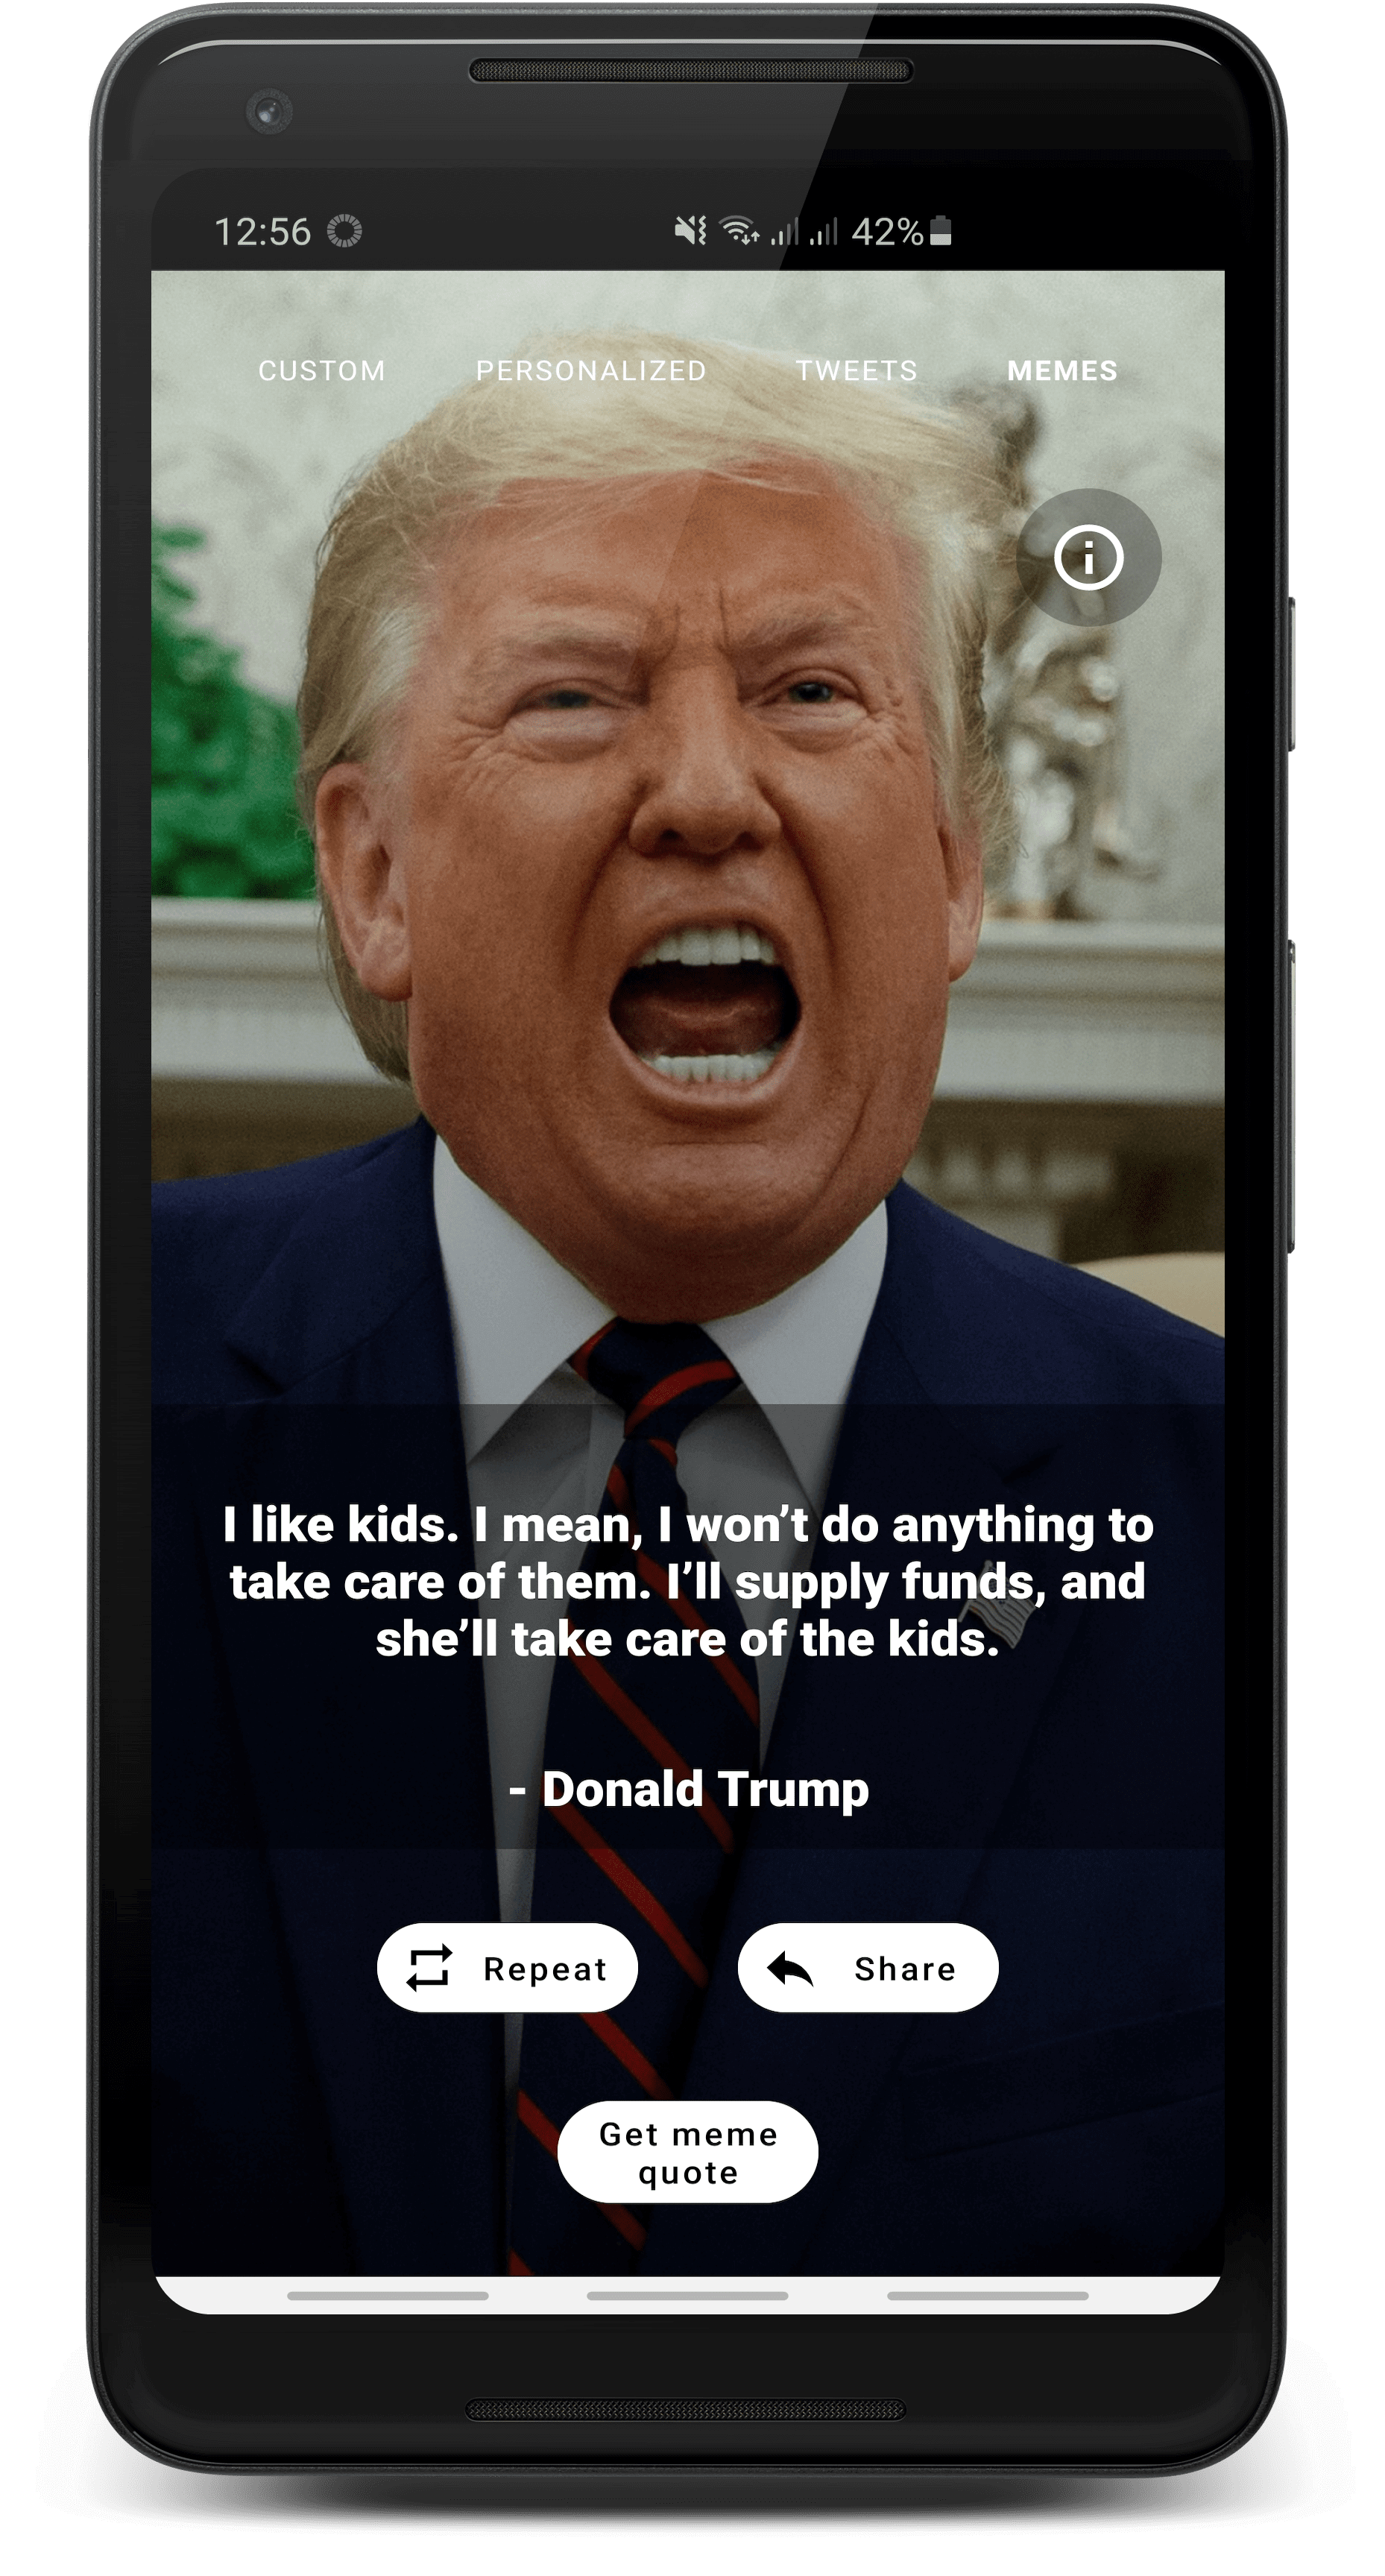 12:56 42%
CUSTOM PERSONALIZED TWEETS MEMES
I like kids. I mean, I won’t do anything to
take care of them. I’ll supply funds, and
she’ll take care of the kids.
- Donald Trump
Repeat Share
Get meme
quote